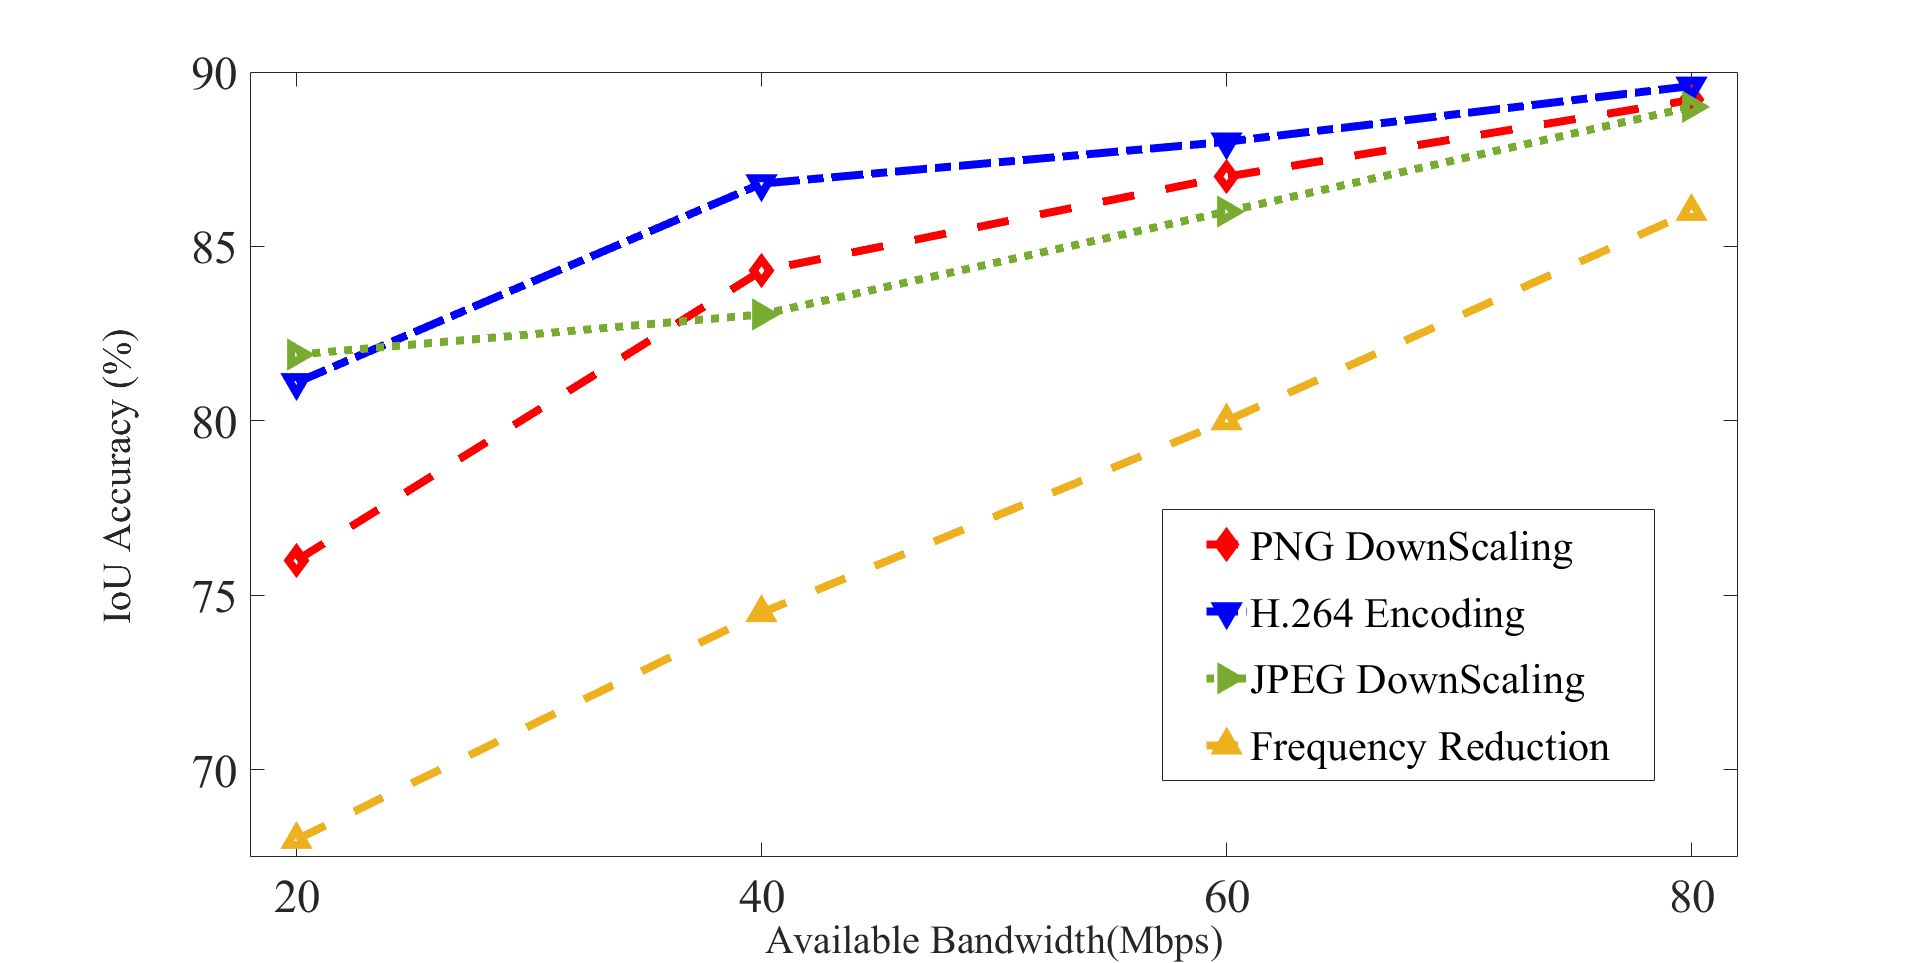 90
85
80
75
70
IoU Accuracy (%)
PNG DownScaling
H.264 Encoding
JPEG DownScaling
Frequency Reduction
20 40 60 80
Available Bandwidth(Mbps)